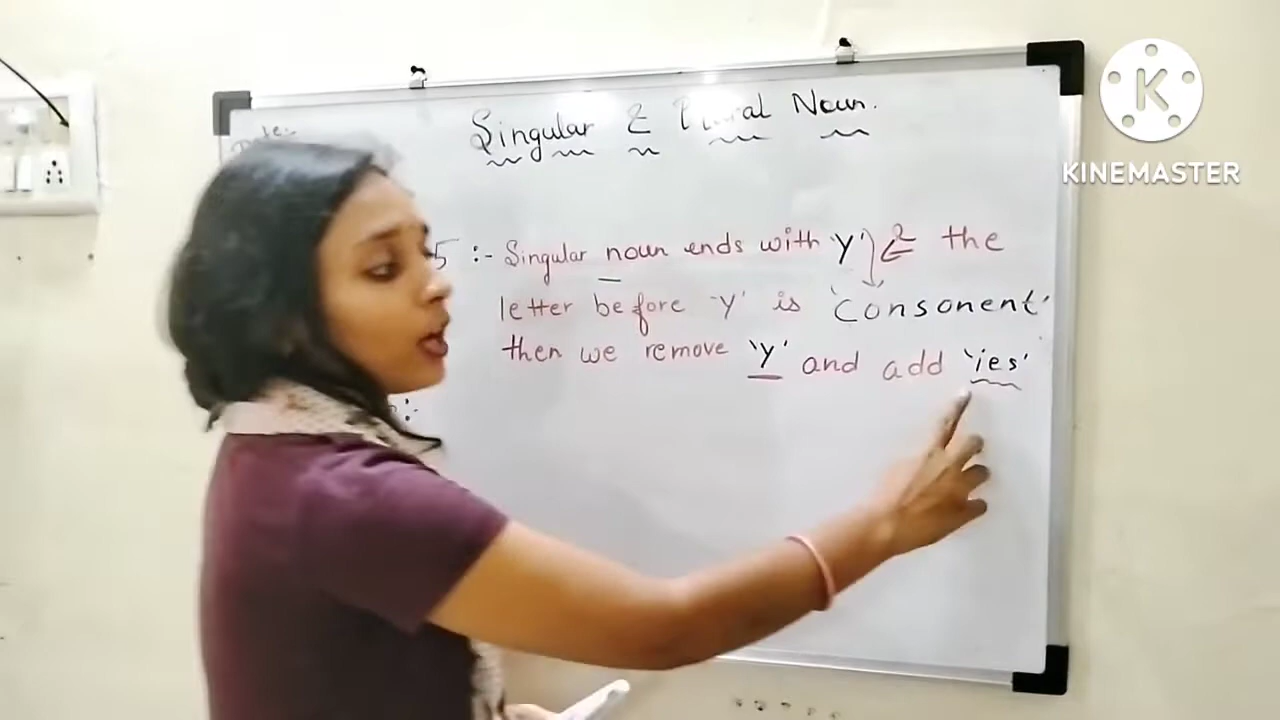 Singular & Plural Noun.
5 :- Singular noun ends with 'Y' & the
letter before 'y' is 'consonent'
then we remove 'y' and add 'ies'
K
KINEMASTER